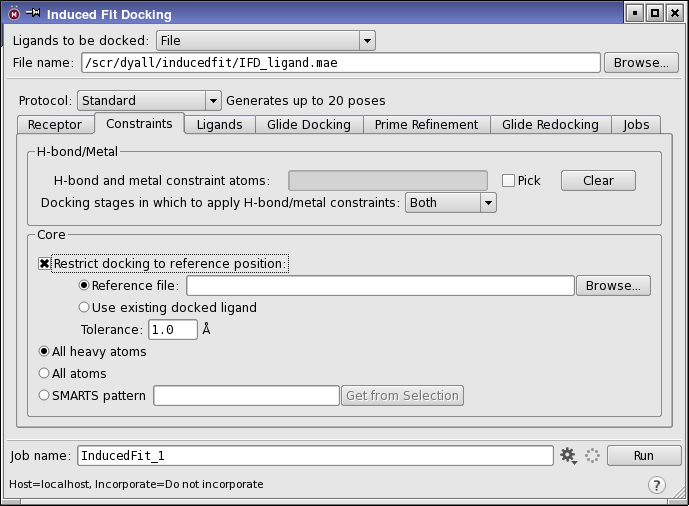 Induced Fit Docking
Ligands to be docked: File
File name: /scr/dyall/inducedfit/IFD_ligand.mae Browse...
Protocol: Standard Generates up to 20 poses
Receptor Constraints Ligands Glide Docking Prime Refinement Glide Redocking Jobs
H-bond/Metal
H-bond and metal constraint atoms: Pick Clear
Docking stages in which to apply H-bond/metal constraints: Both
Core
Restrict docking to reference position:
Reference file: Browse...
Use existing docked ligand
Tolerance: 1.0 Å
All heavy atoms
All atoms
SMARTS pattern Get from Selection
Job name: InducedFit_1 Run
Host=localhost, Incorporate=Do not incorporate ?